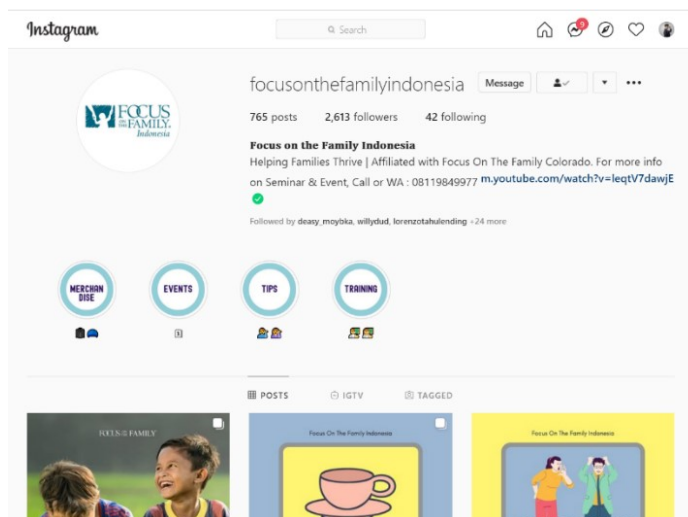 Instagram
Search
9
FOCUS
ON THE FAMILY.
Indonesia
focusonthefamilyindonesia Message
765 posts 2,613 followers 42 following
Focus on the Family Indonesia
Helping Families Thrive | Affiliated with Focus On The Family Colorado. For more info
on Seminar & Event, Call or WA : 08119849977 m.youtube.com/watch?v=leqtV7dawjE
Followed by deasy_moybka, willydud, lorenzotahulending +24 more
MERCHAN
DISE
EVENTS
TIPS
TRAINING
POSTS IGTV TAGGED
FOCUS ON THE FAMILY
Focus On The Family Indonesia
Focus On The Family Indonesia